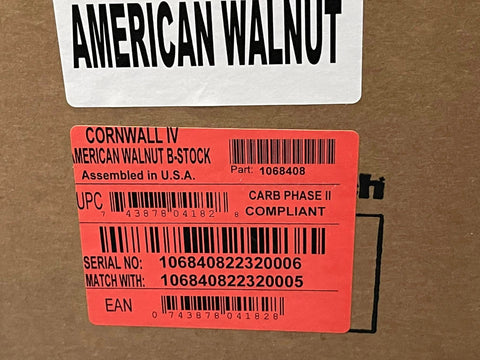 AMERICAN WALNUT
CORNWALL IV
MERICAN WALNUT B-STOCK
Assembled in U.S.A.
Part: 1068408
UPC
7 43878 04182 8
CARB PHASE II
COMPLIANT
SERIAL NO: 106840822320006
MATCH WITH: 106840822320005
EAN
0 743878 041828